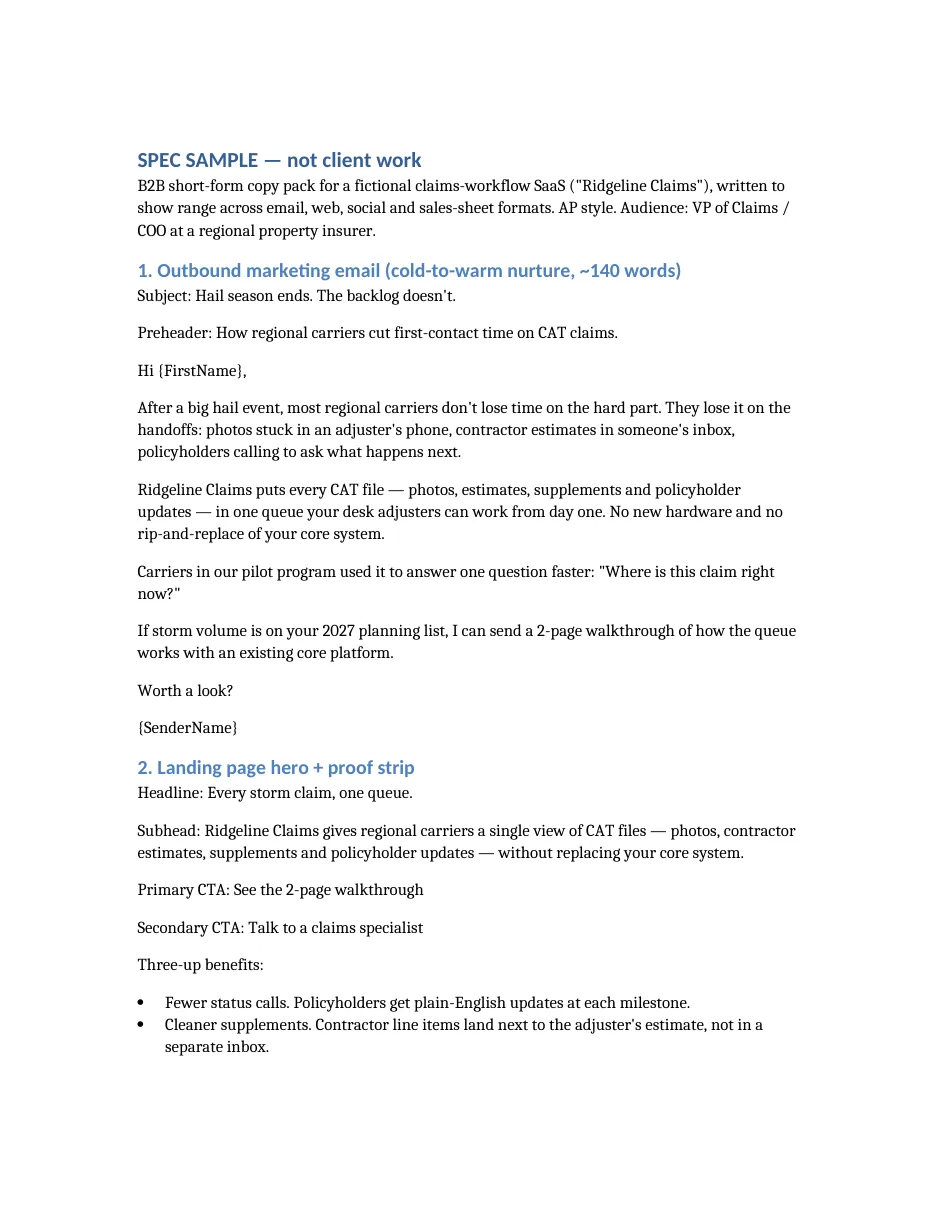 SPEC SAMPLE — not client work
B2B short-form copy pack for a fictional claims-workflow SaaS ("Ridgeline Claims"), written to
show range across email, web, social and sales-sheet formats. AP style. Audience: VP of Claims /
COO at a regional property insurer.
1. Outbound marketing email (cold-to-warm nurture, ~140 words)
Subject: Hail season ends. The backlog doesn't.
Preheader: How regional carriers cut first-contact time on CAT claims.
Hi {FirstName},
After a big hail event, most regional carriers don't lose time on the hard part. They lose it on the
handoffs: photos stuck in an adjuster's phone, contractor estimates in someone's inbox,
policyholders calling to ask what happens next.
Ridgeline Claims puts every CAT file — photos, estimates, supplements and policyholder
updates — in one queue your desk adjusters can work from day one. No new hardware and no
rip-and-replace of your core system.
Carriers in our pilot program used it to answer one question faster: "Where is this claim right
now?"
If storm volume is on your 2027 planning list, I can send a 2-page walkthrough of how the queue
works with an existing core platform.
Worth a look?
{SenderName}
2. Landing page hero + proof strip
Headline: Every storm claim, one queue.
Subhead: Ridgeline Claims gives regional carriers a single view of CAT files — photos, contractor
estimates, supplements and policyholder updates — without replacing your core system.
Primary CTA: See the 2-page walkthrough
Secondary CTA: Talk to a claims specialist
Three-up benefits:
• Fewer status calls. Policyholders get plain-English updates at each milestone.
• Cleaner supplements. Contractor line items land next to the adjuster's estimate, not in a
separate inbox.